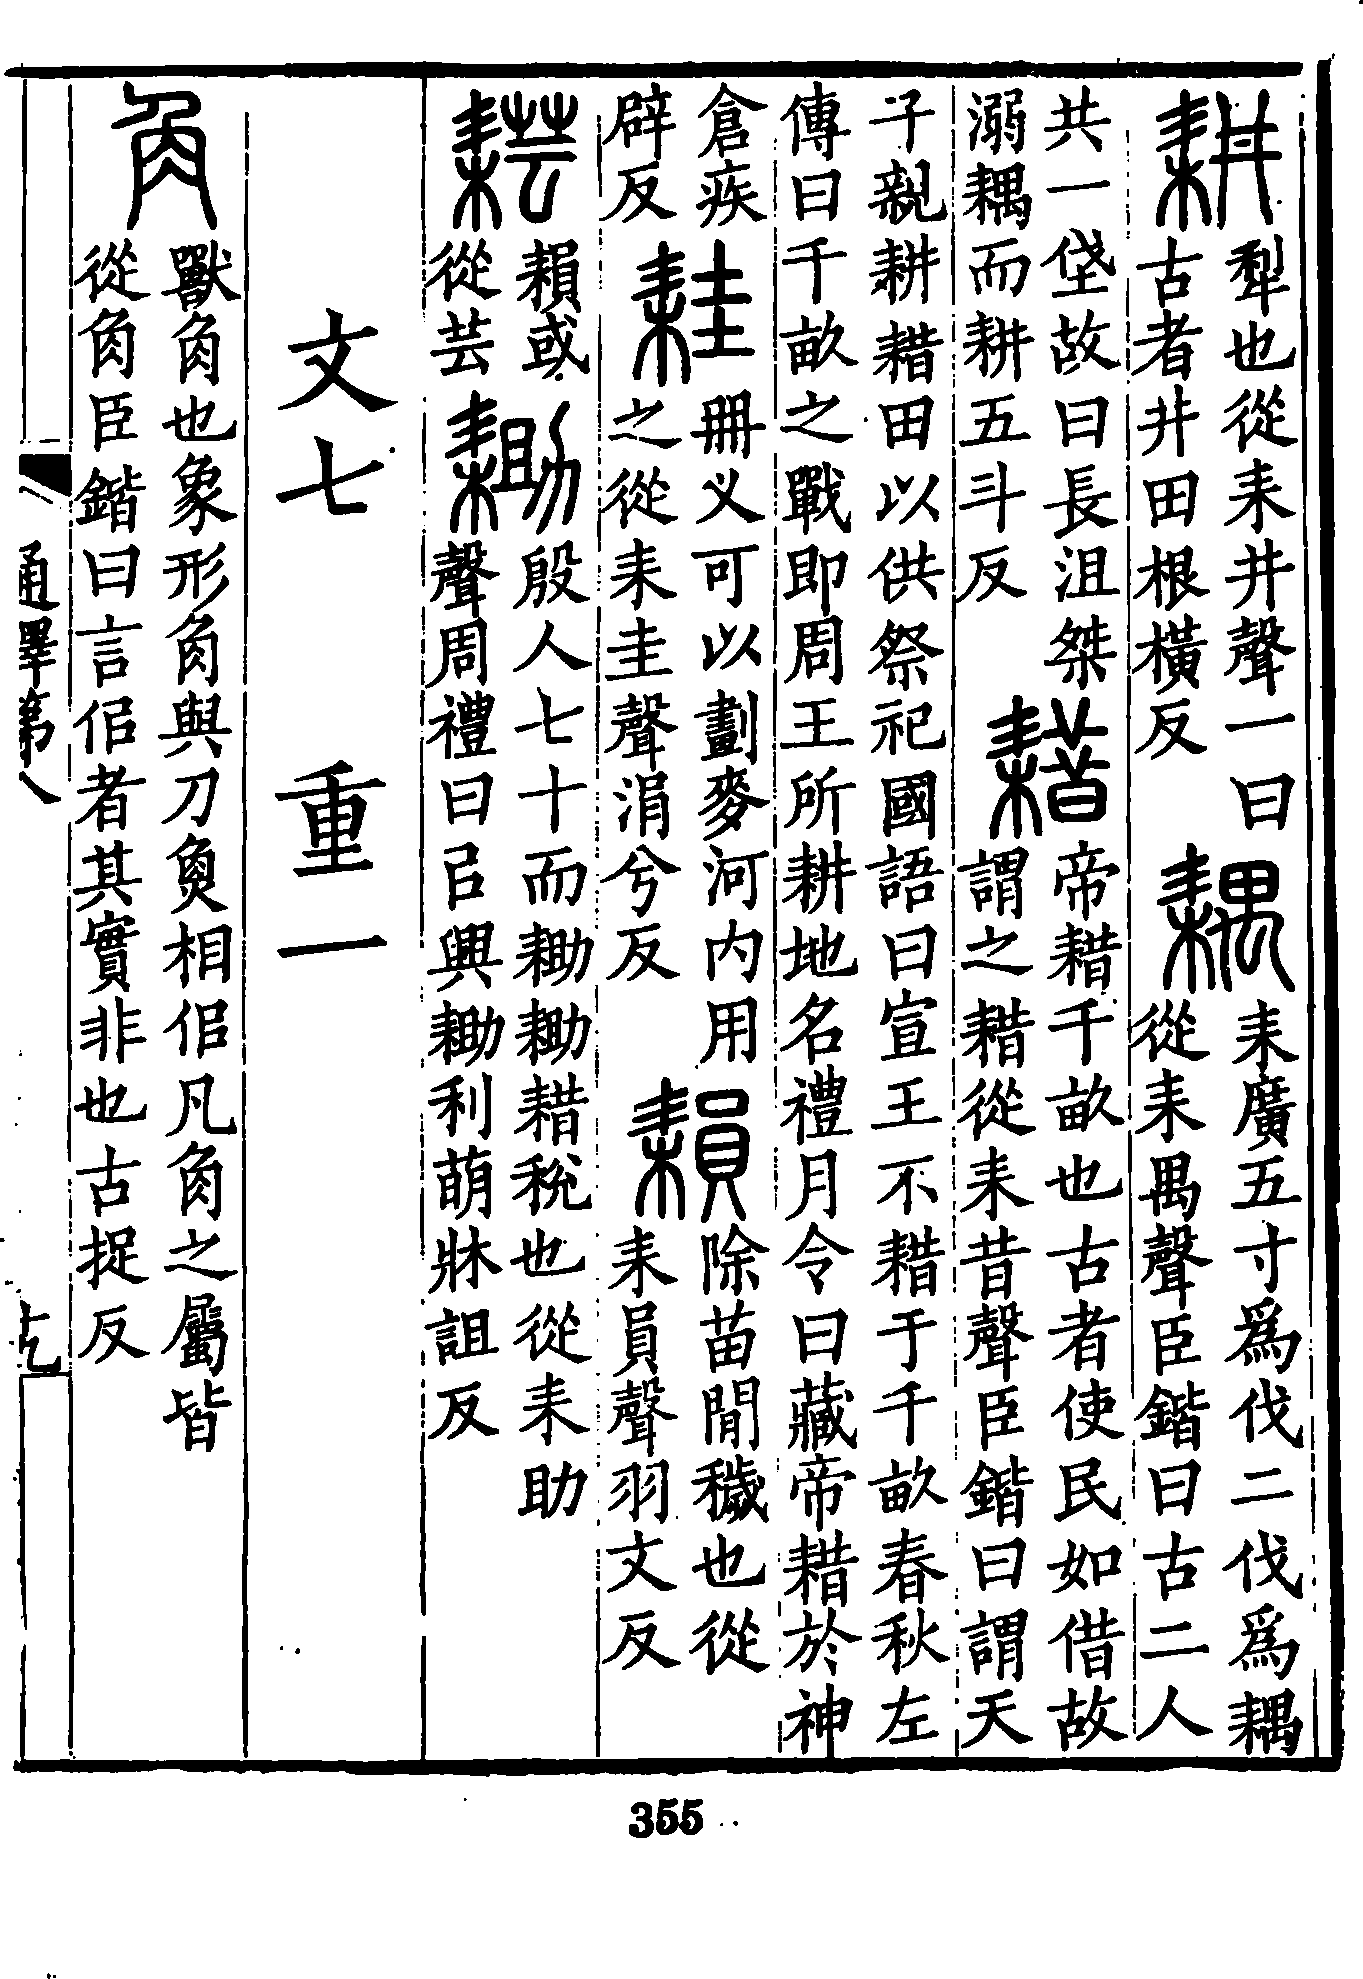 耕 犁也從耒井聲一曰
古者井田根橫反
耦 耒廣五寸爲伐二伐爲耦
從耒禺聲臣鍇曰古二人
共一垡故曰長沮桀
溺耦而耕五斗反
耤 帝耤千畝也古者使民如借故
謂之耤從耒昔聲臣鍇曰謂天
子親耕耤田以供祭祀國語曰宣王不耤于千畝春秋左
傳曰千畝之戰即周王所耕地名禮月令曰藏帝耤於神
倉疾
辟反
𦓯 冊乂可以劃麥河内用
之從耒圭聲涓兮反
𦔐 除苗閒穢也從
耒員聲羽文反
䎣 𦔐或
從芸
耡 殷人七十而耡耡耤稅也從耒助
聲周禮曰㠯興耡利萌牀詛反
文七 重一
角 獸角也象形角與刀魚相佀凡角之屬皆
從角臣鍇曰言佀者其實非也古捉反
通釋第八
355